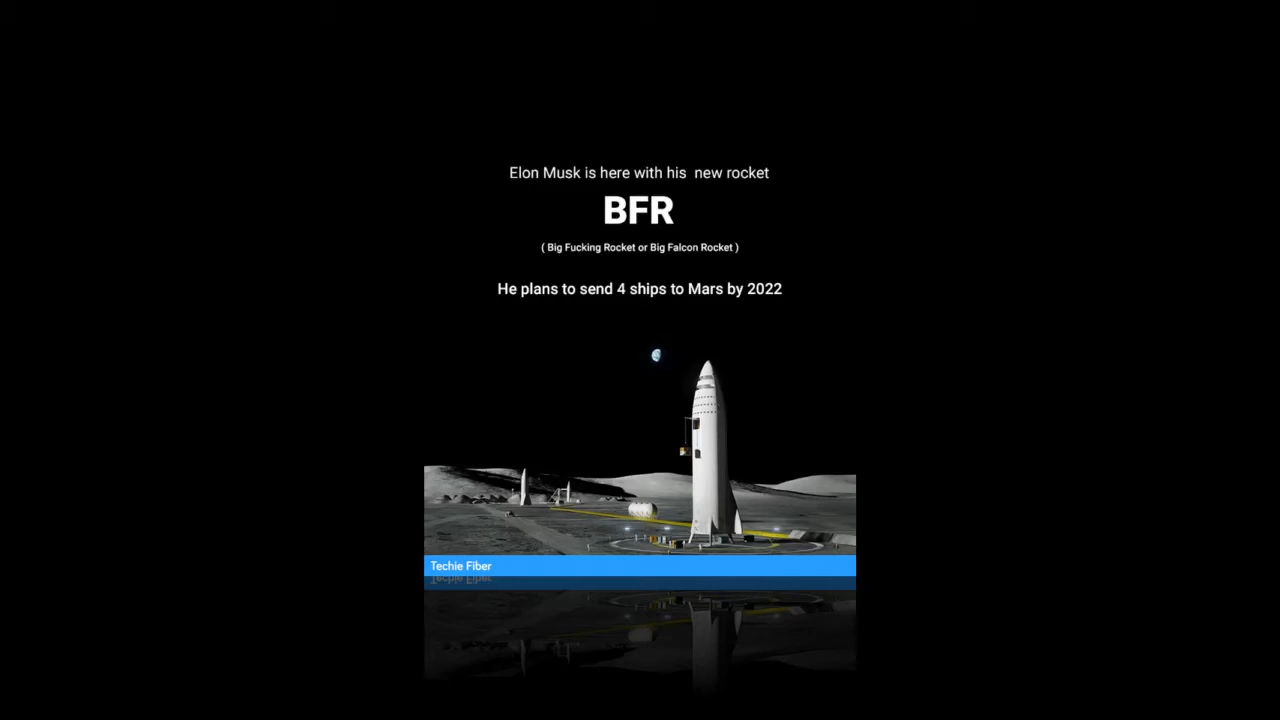 Elon Musk is here with his  new rocket
BFR
( Big Fucking Rocket or Big Falcon Rocket )
He plans to send 4 ships to Mars by 2022
Techie Fiber